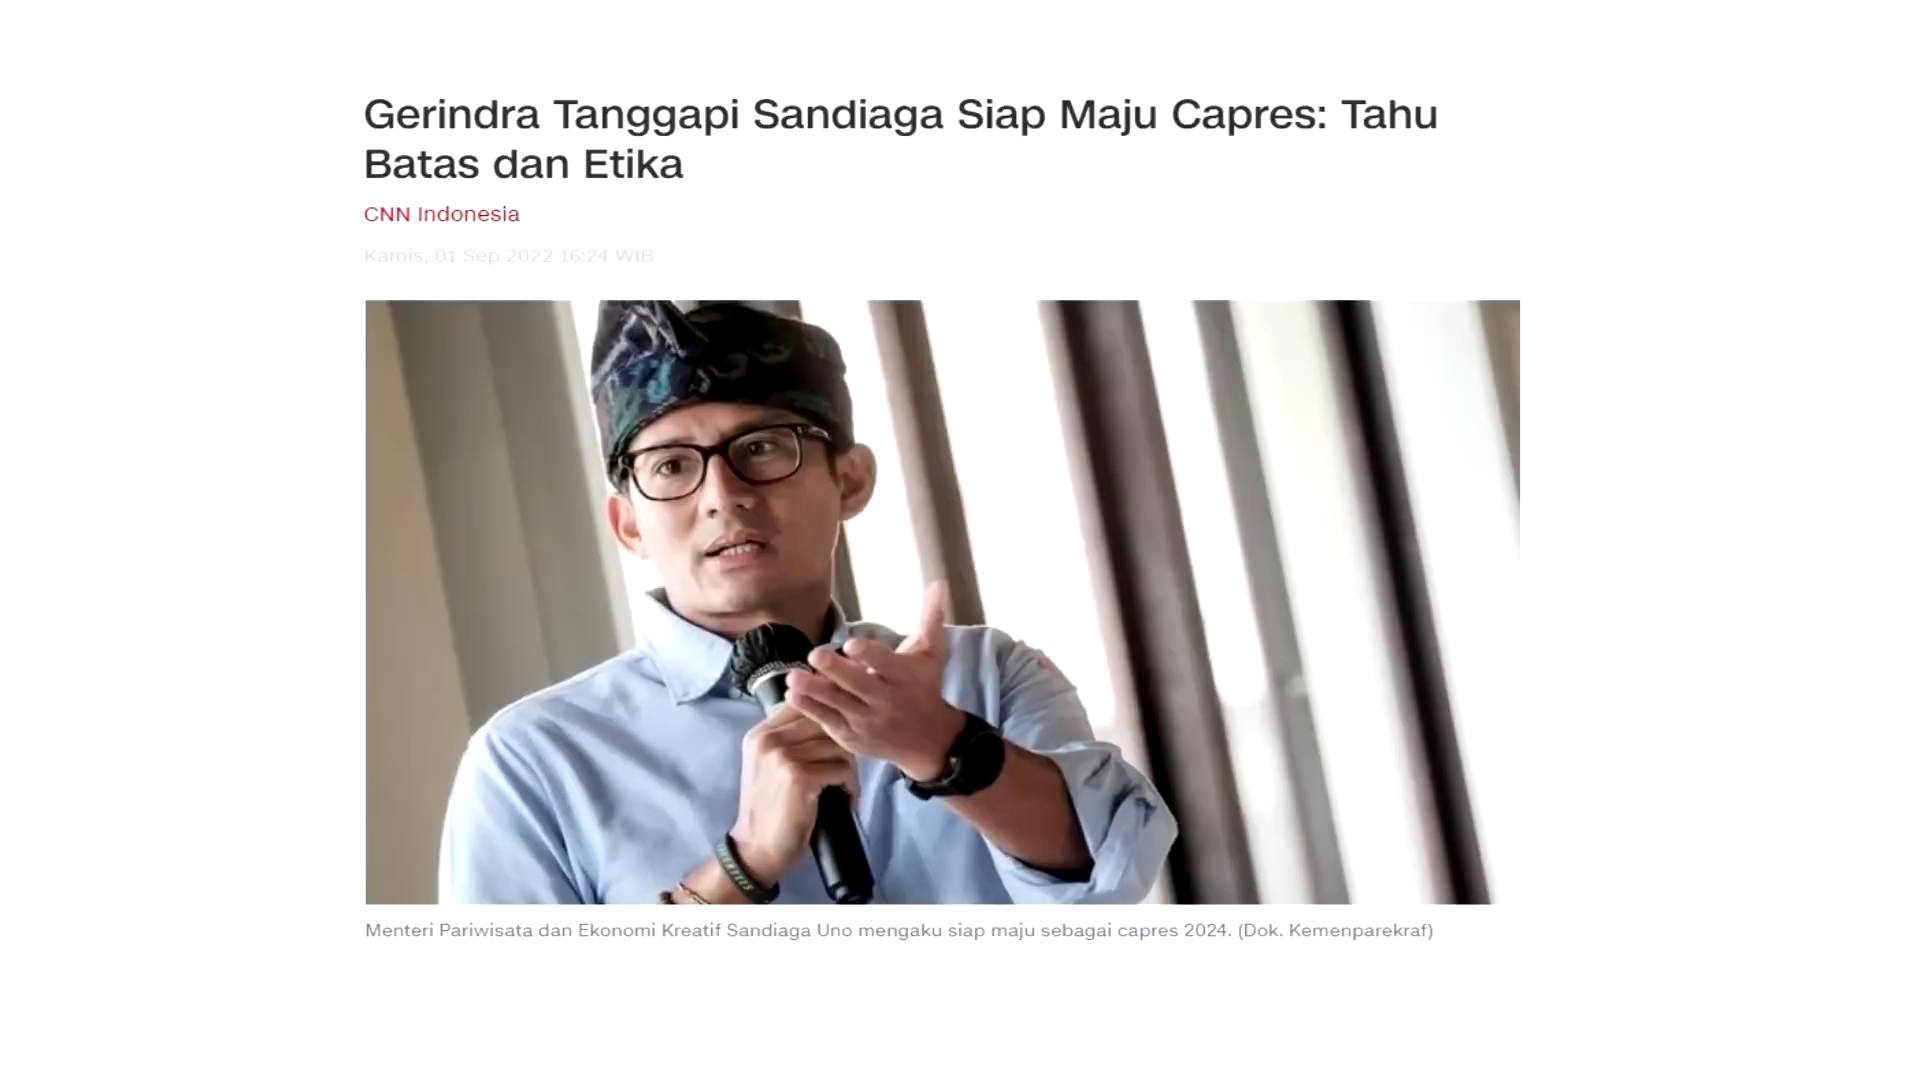 Gerindra Tanggapi Sandiaga Siap Maju Capres: Tahu
Batas dan Etika
CNN Indonesia
Kamis, 01 Sep 2022 16:24 WIB
Menteri Pariwisata dan Ekonomi Kreatif Sandiaga Uno mengaku siap maju sebagai capres 2024. (Dok. Kemenparekraf)